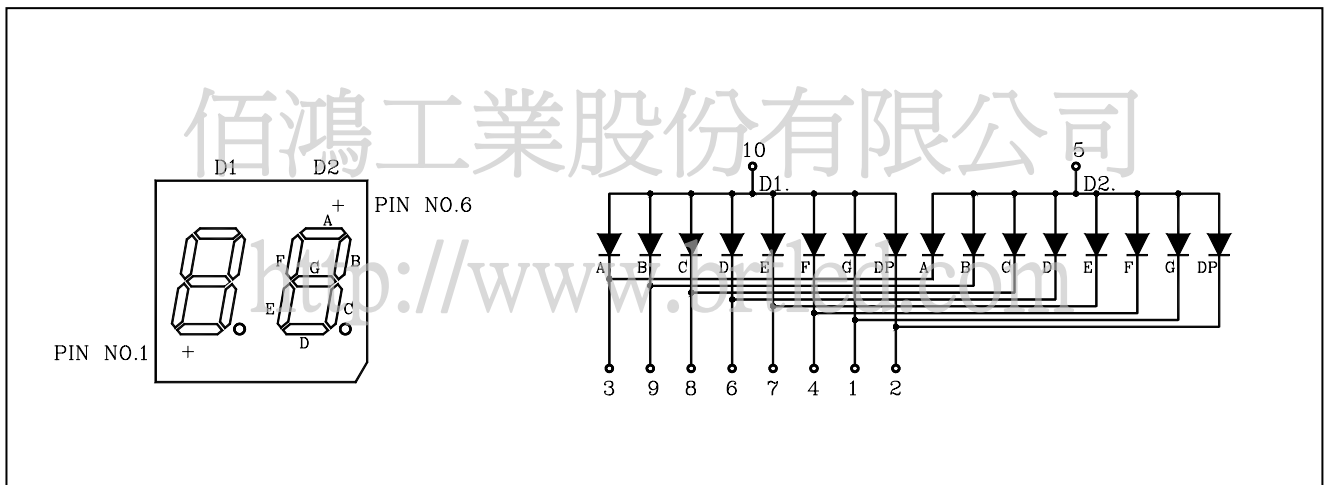 佰鴻工業股份有限公司
http://www.brtled.com
D1 D2
PIN NO.6
A
F B
G
E C
D
PIN NO.1
10 5
D1. D2.
A B C D E F G DP A B C D E F G DP
3 9 8 6 7 4 1 2